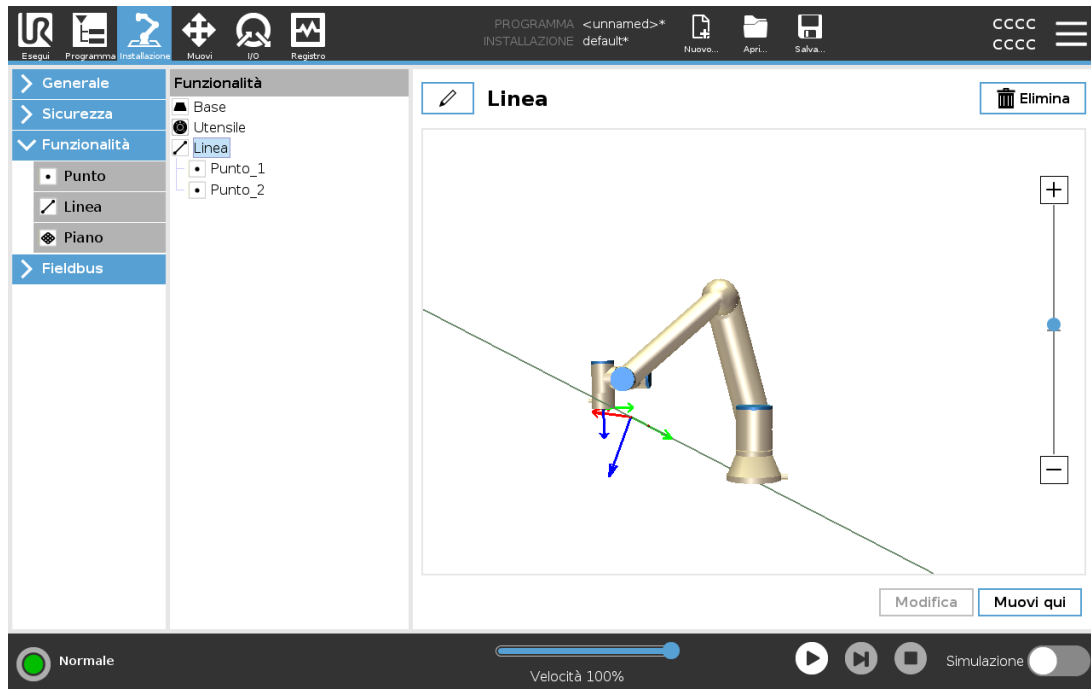 UR
Esegui
Programma
Installazione
Muovi
I/O
Registro
PROGRAMMA <unnamed>*
INSTALLAZIONE default*
Nuovo...
Apri...
Salva...
cccc
cccc
Generale
Sicurezza
Funzionalità
Punto
Linea
Piano
Fieldbus
Funzionalità
Base
Utensile
Linea
Punto_1
Punto_2
Linea
Elimina
Modifica
Muovi qui
Normale
Velocità 100%
Simulazione